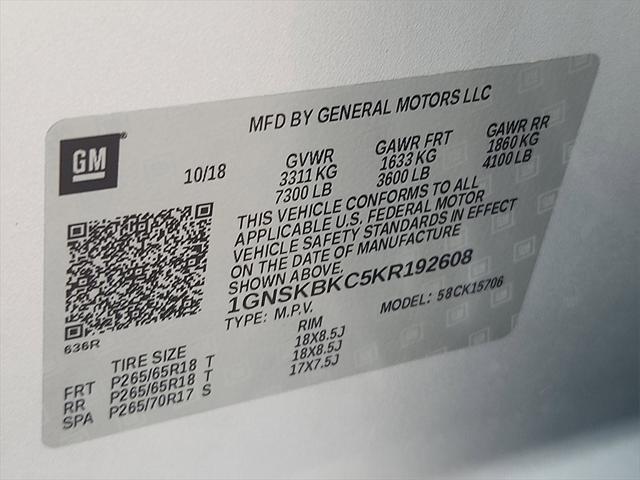 MFD BY GENERAL MOTORS LLC
GM
10/18
GVWR
3311 KG
7300 LB
GAWR FRT
1633 KG
3600 LB
GAWR RR
1860 KG
4100 LB
THIS VEHICLE CONFORMS TO ALL
APPLICABLE U.S. FEDERAL MOTOR
VEHICLE SAFETY STANDARDS IN EFFECT
ON THE DATE OF MANUFACTURE
SHOWN ABOVE.
1GNSKBKC5KR192608
TYPE: M.P.V. MODEL: 58CK15706
636R
TIRE SIZE RIM
FRT P265/65R18 T 18X8.5J
RR P265/65R18 T 18X8.5J
SPA P265/70R17 S 17X7.5J